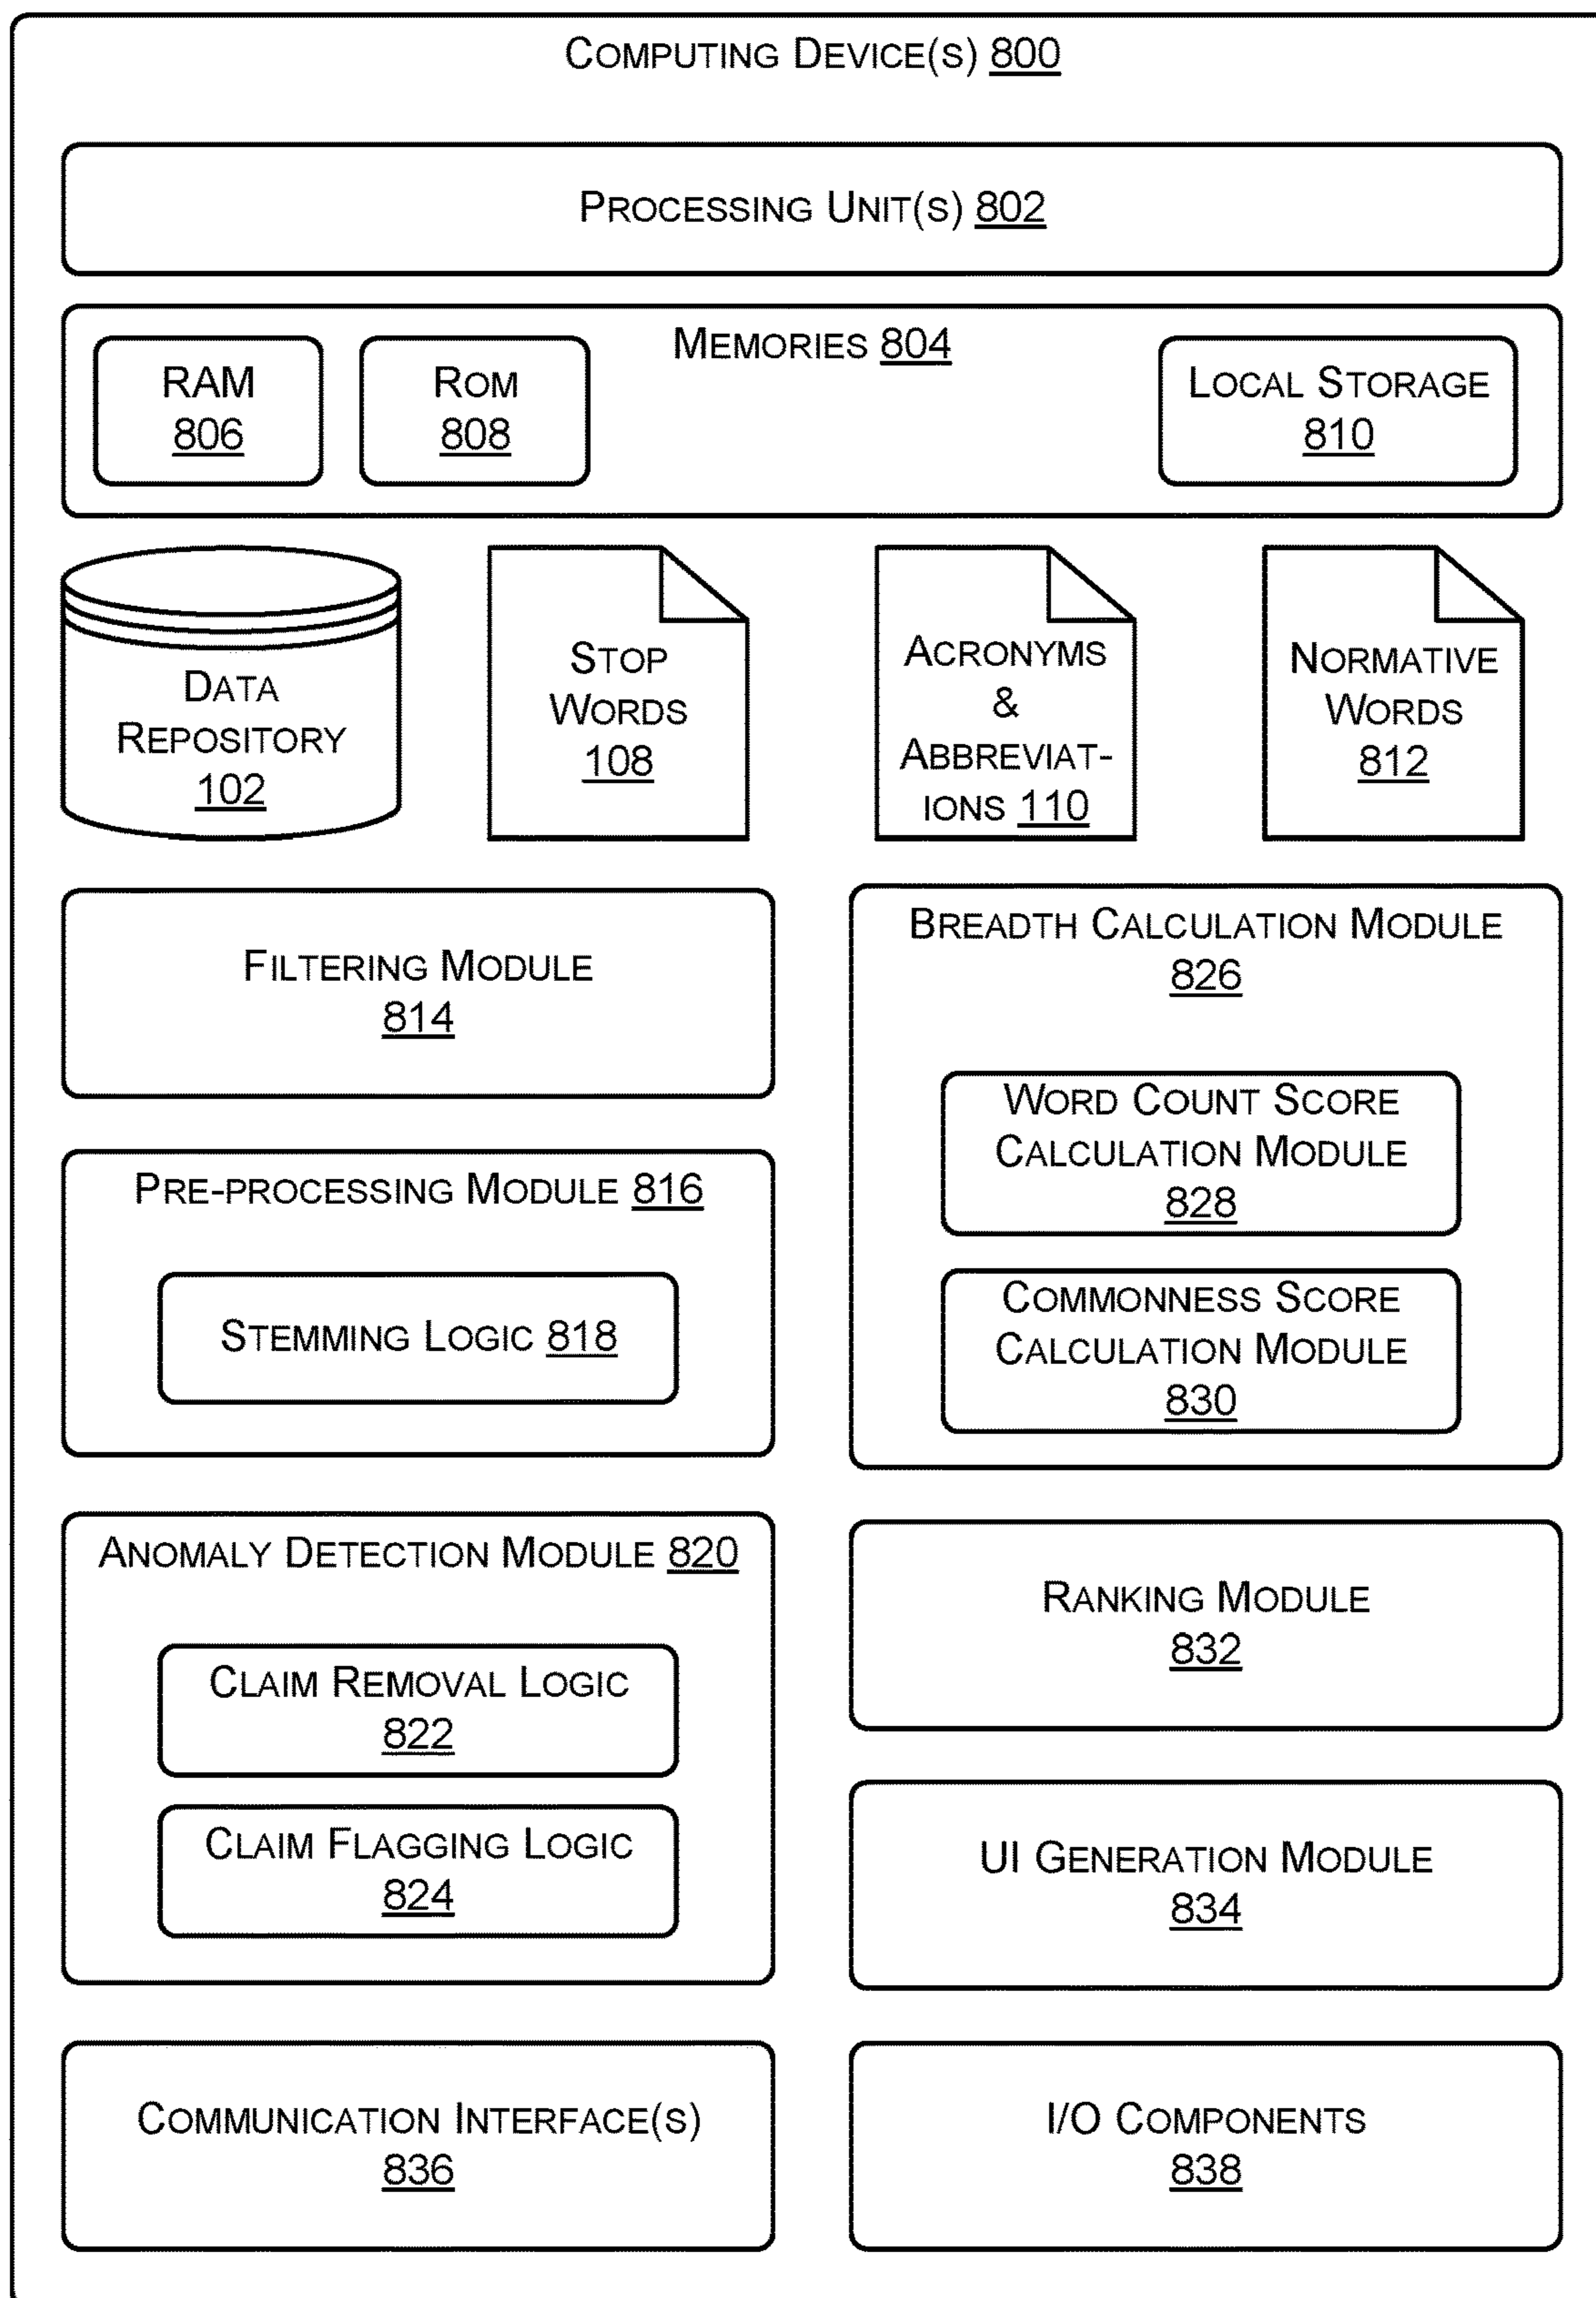 COMPUTING DEVICE(S) 800
PROCESSING UNIT(S) 802
MEMORIES 804
RAM
806
ROM
808
LOCAL STORAGE
810
DATA
REPOSITORY
102
STOP
WORDS
108
ACRONYMS
&
ABBREVIAT-
IONS 110
NORMATIVE
WORDS
812
FILTERING MODULE
814
PRE-PROCESSING MODULE 816
STEMMING LOGIC 818
ANOMALY DETECTION MODULE 820
CLAIM REMOVAL LOGIC
822
CLAIM FLAGGING LOGIC
824
BREADTH CALCULATION MODULE
826
WORD COUNT SCORE
CALCULATION MODULE
828
COMMONNESS SCORE
CALCULATION MODULE
830
RANKING MODULE
832
UI GENERATION MODULE
834
COMMUNICATION INTERFACE(S)
836
I/O COMPONENTS
838